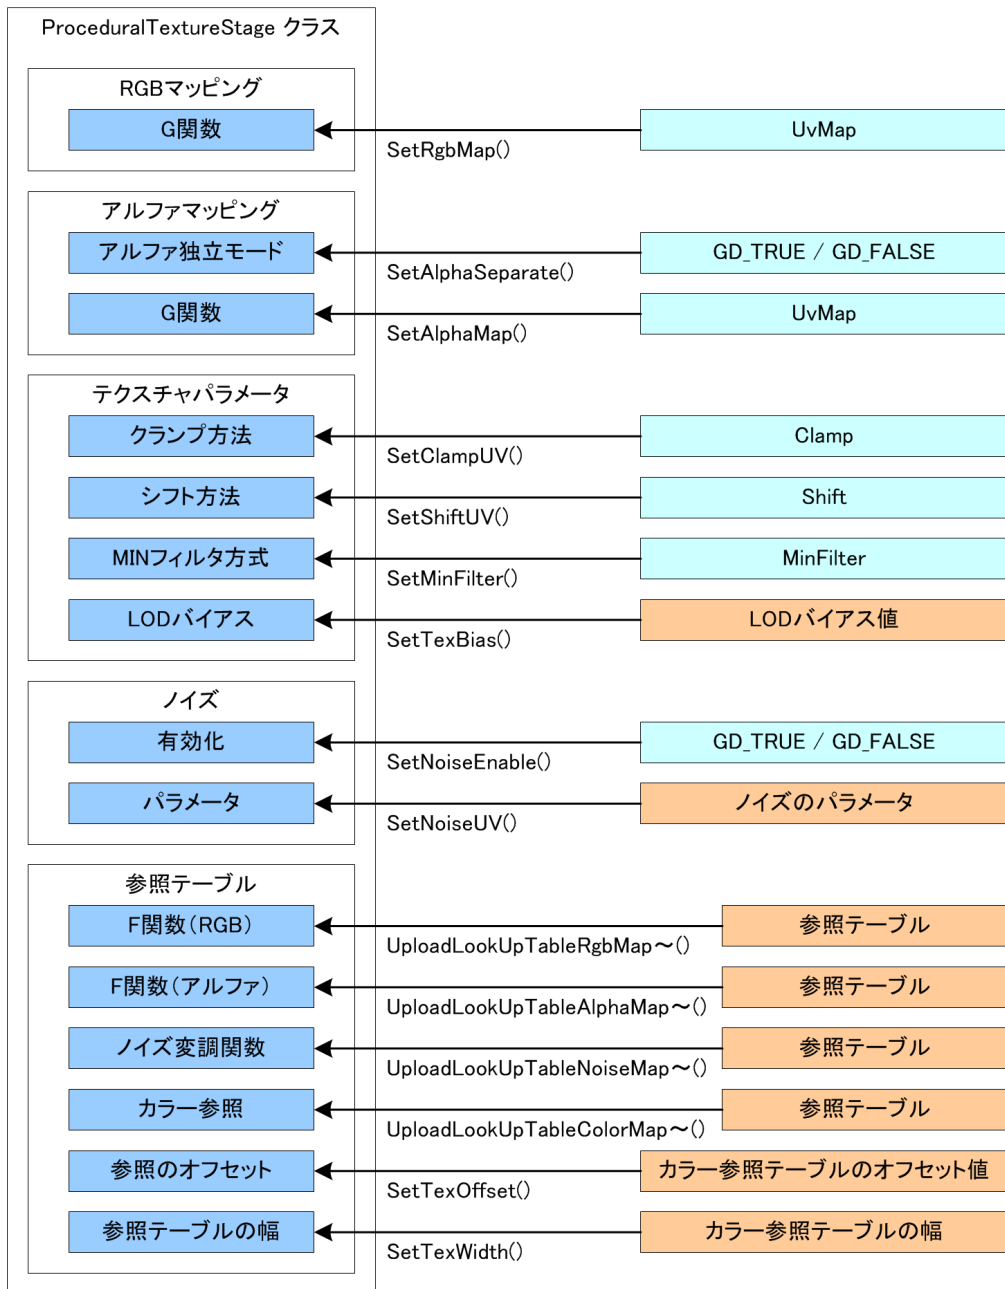 ProceduralTextureStage クラス
RGBマッピング
G関数
SetRgbMap()
UvMap
アルファマッピング
アルファ独立モード
SetAlphaSeparate()
GD_TRUE / GD_FALSE
G関数
SetAlphaMap()
UvMap
テクスチャパラメータ
クランプ方法
SetClampUV()
Clamp
シフト方法
SetShiftUV()
Shift
MINフィルタ方式
SetMinFilter()
MinFilter
LODバイアス
SetTexBias()
LODバイアス値
ノイズ
有効化
SetNoiseEnable()
GD_TRUE / GD_FALSE
パラメータ
SetNoiseUV()
ノイズのパラメータ
参照テーブル
F関数(RGB)
UploadLookUpTableRgbMap～()
参照テーブル
F関数(アルファ)
UploadLookUpTableAlphaMap～()
参照テーブル
ノイズ変調関数
UploadLookUpTableNoiseMap～()
参照テーブル
カラー参照
UploadLookUpTableColorMap～()
参照テーブル
参照のオフセット
SetTexOffset()
カラー参照テーブルのオフセット値
参照テーブルの幅
SetTexWidth()
カラー参照テーブルの幅